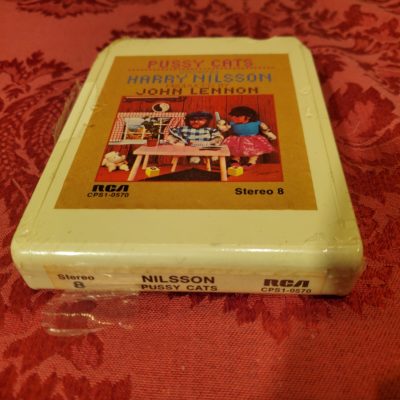 PUSSY CATS
HARRY NILSSON
JOHN LENNON
RCA
CPS1-0570
Stereo 8
Stereo
8
NILSSON
PUSSY CATS
RCA
CPS1-0570